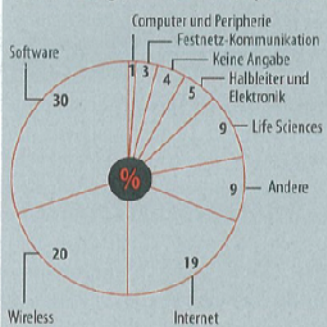 Computer und Peripherie
Festnetz-Kommunikation
Keine Angabe
Halbleiter und
Elektronik
Software
1 3 4 5
30
9 Life Sciences
%
9 Andere
20
19
Wireless
Internet